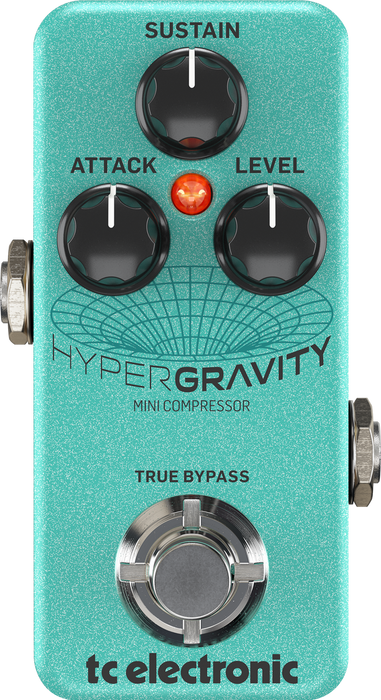 SUSTAIN
ATTACK LEVEL
HYPERGRAVITY
MINI COMPRESSOR
TRUE BYPASS
tc electronic